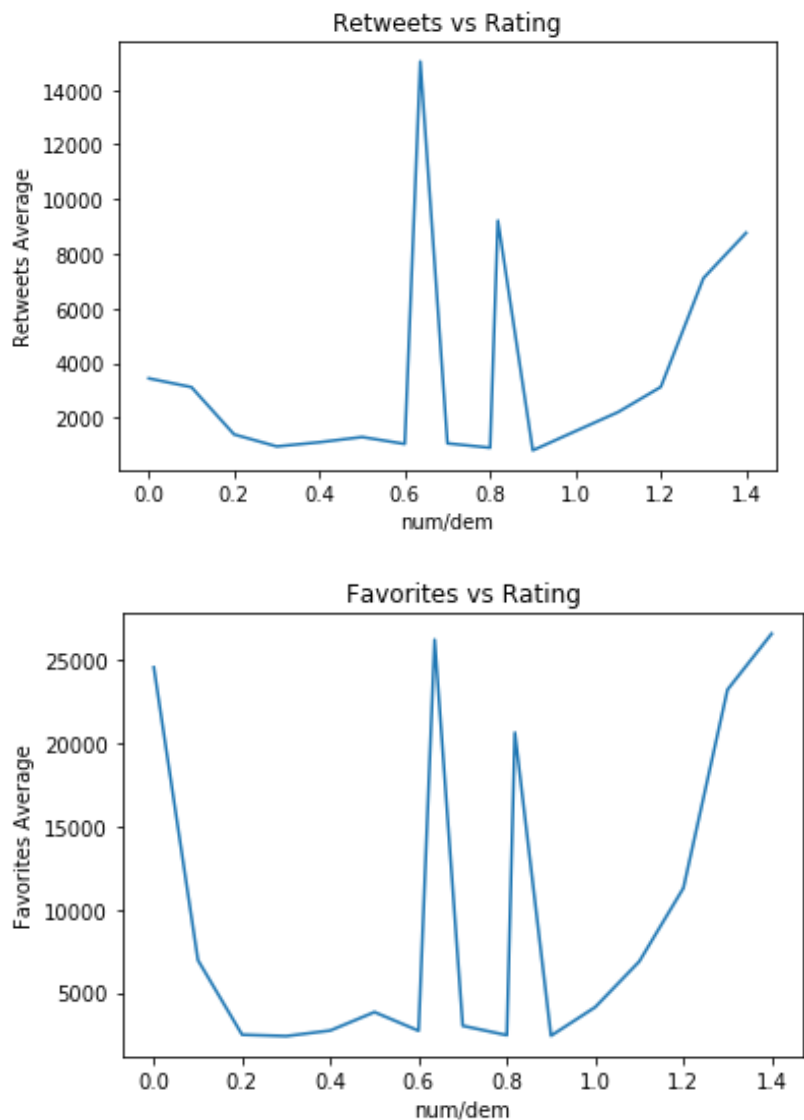 Retweets vs Rating
14000
12000
10000
8000
6000
4000
2000
Retweets Average
0.0 0.2 0.4 0.6 0.8 1.0 1.2 1.4
num/dem
Favorites vs Rating
25000
20000
15000
10000
5000
Favorites Average
0.0 0.2 0.4 0.6 0.8 1.0 1.2 1.4
num/dem